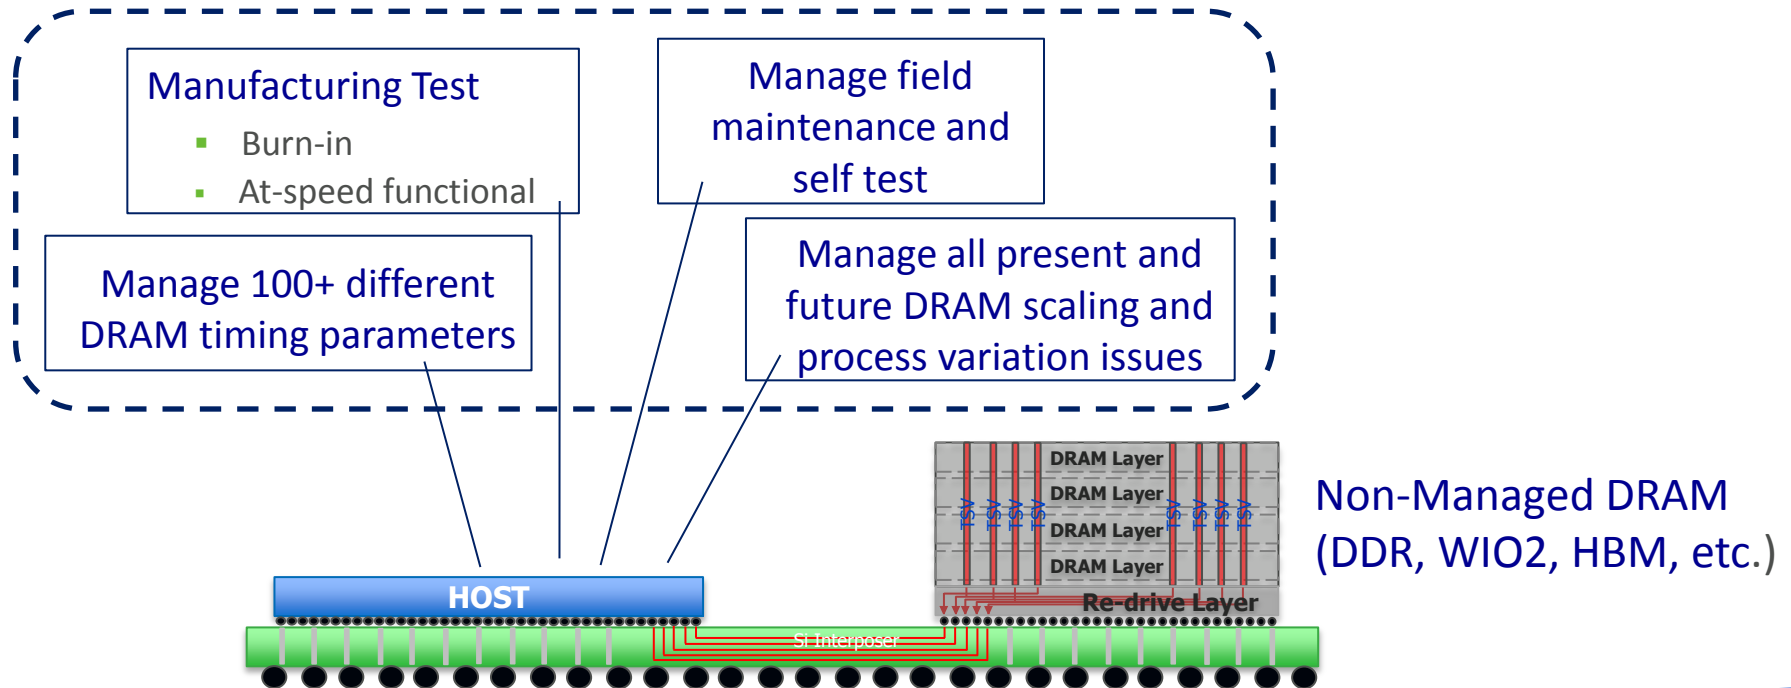 Manufacturing Test
Burn-in
At-speed functional
Manage field
maintenance and
self test
Manage 100+ different
DRAM timing parameters
Manage all present and
future DRAM scaling and
process variation issues
DRAM Layer
DRAM Layer
DRAM Layer
DRAM Layer
TSV TSV TSV TSV TSV TSV TSV TSV
Re-drive Layer
Non-Managed DRAM
(DDR, WIO2, HBM, etc.)
HOST
Si Interposer